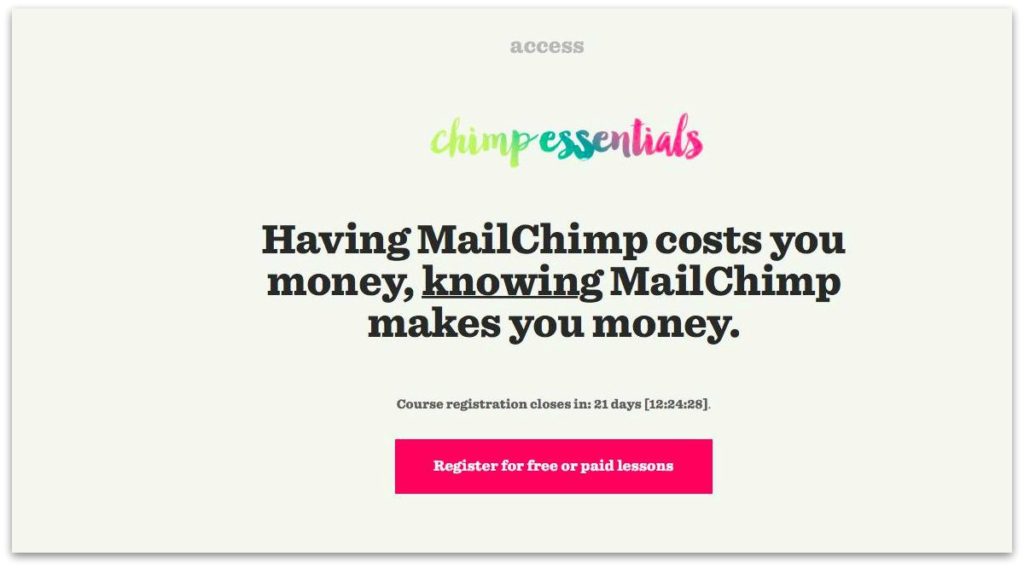 access
chimp essentials
Having MailChimp costs you
money, knowing MailChimp
makes you money.
Course registration closes in: 21 days [12:24:28].
Register for free or paid lessons